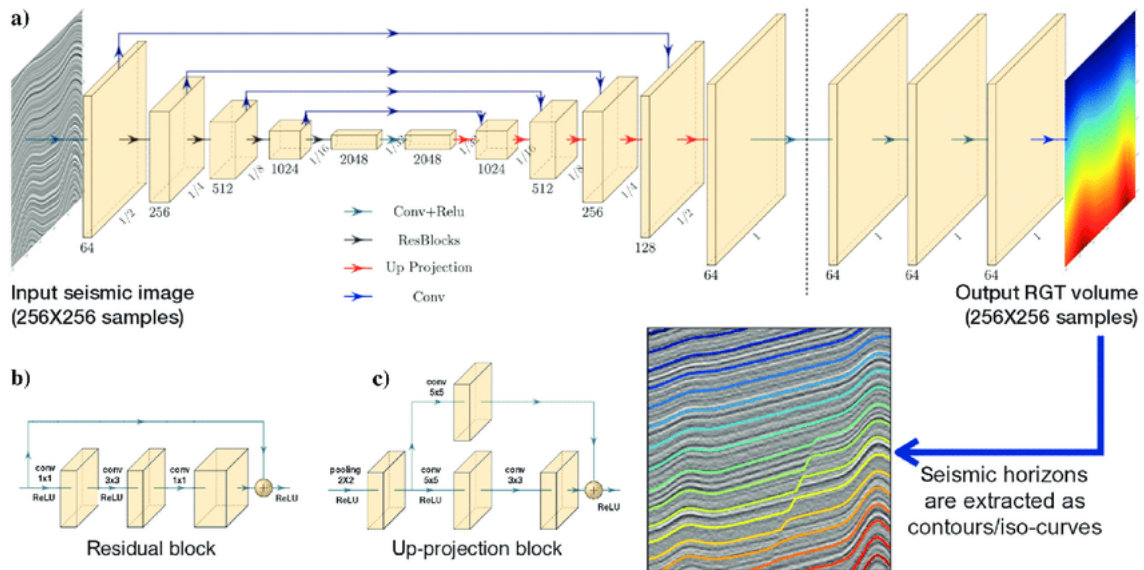 a)
64
1/2
256
1/4
512
1/8
1024
1/16
2048
1/32
2048
1/32
1024
1/16
512
1/8
256
1/4
128
1/2
64
1
64
1
64
1
64
1
Conv+Relu
ResBlocks
Up Projection
Conv
Input seismic image
(256X256 samples)
Output RGT volume
(256X256 samples)
b)
conv
1x1
ReLU
conv
3x3
ReLU
conv
1x1
ReLU
Residual block
c)
pooling
2X2
ReLU
conv
5x5
conv
5x5
ReLU
conv
3x3
ReLU
Up-projection block
Seismic horizons
are extracted as
contours/iso-curves